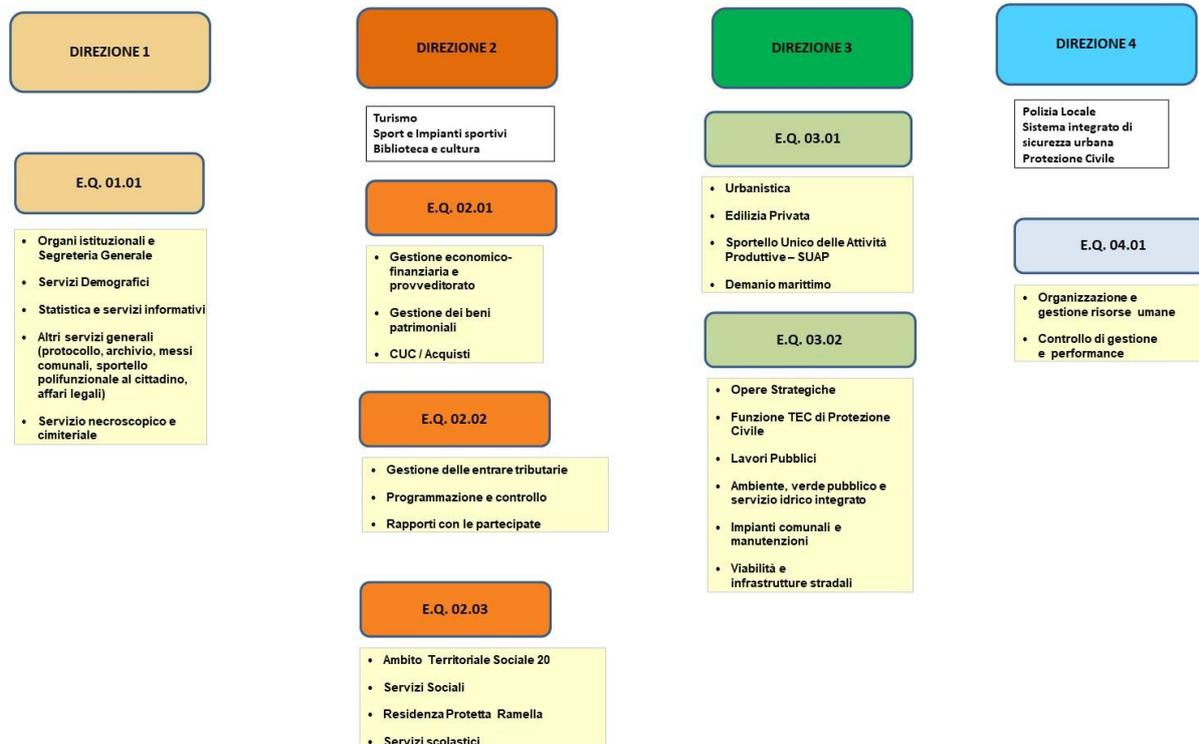 DIREZIONE 1
E.Q. 01.01
• Organi istituzionali e
Segreteria Generale
• Servizi Demografici
• Statistica e servizi informativi
• Altri servizi generali
(protocollo, archivio, messi
comunali, sportello
polifunzionale al cittadino,
affari legali)
• Servizio necroscopico e
cimiteriale
DIREZIONE 2
Turismo
Sport e Impianti sportivi
Biblioteca e cultura
E.Q. 02.01
• Gestione economico-
finanziaria e
provveditorato
• Gestione dei beni
patrimoniali
• CUC / Acquisti
E.Q. 02.02
• Gestione delle entrare tributarie
• Programmazione e controllo
• Rapporti con le partecipate
E.Q. 02.03
• Ambito Territoriale Sociale 20
• Servizi Sociali
• Residenza Protetta Ramella
• Servizi scolastici
DIREZIONE 3
E.Q. 03.01
• Urbanistica
• Edilizia Privata
• Sportello Unico delle Attività
Produttive – SUAP
• Demanio marittimo
E.Q. 03.02
• Opere Strategiche
• Funzione TEC di Protezione
Civile
• Lavori Pubblici
• Ambiente, verde pubblico e
servizio idrico integrato
• Impianti comunali e
manutenzioni
• Viabilità e
infrastrutture stradali
DIREZIONE 4
Polizia Locale
Sistema integrato di
sicurezza urbana
Protezione Civile
E.Q. 04.01
• Organizzazione e
gestione risorse umane
• Controllo di gestione
e performance